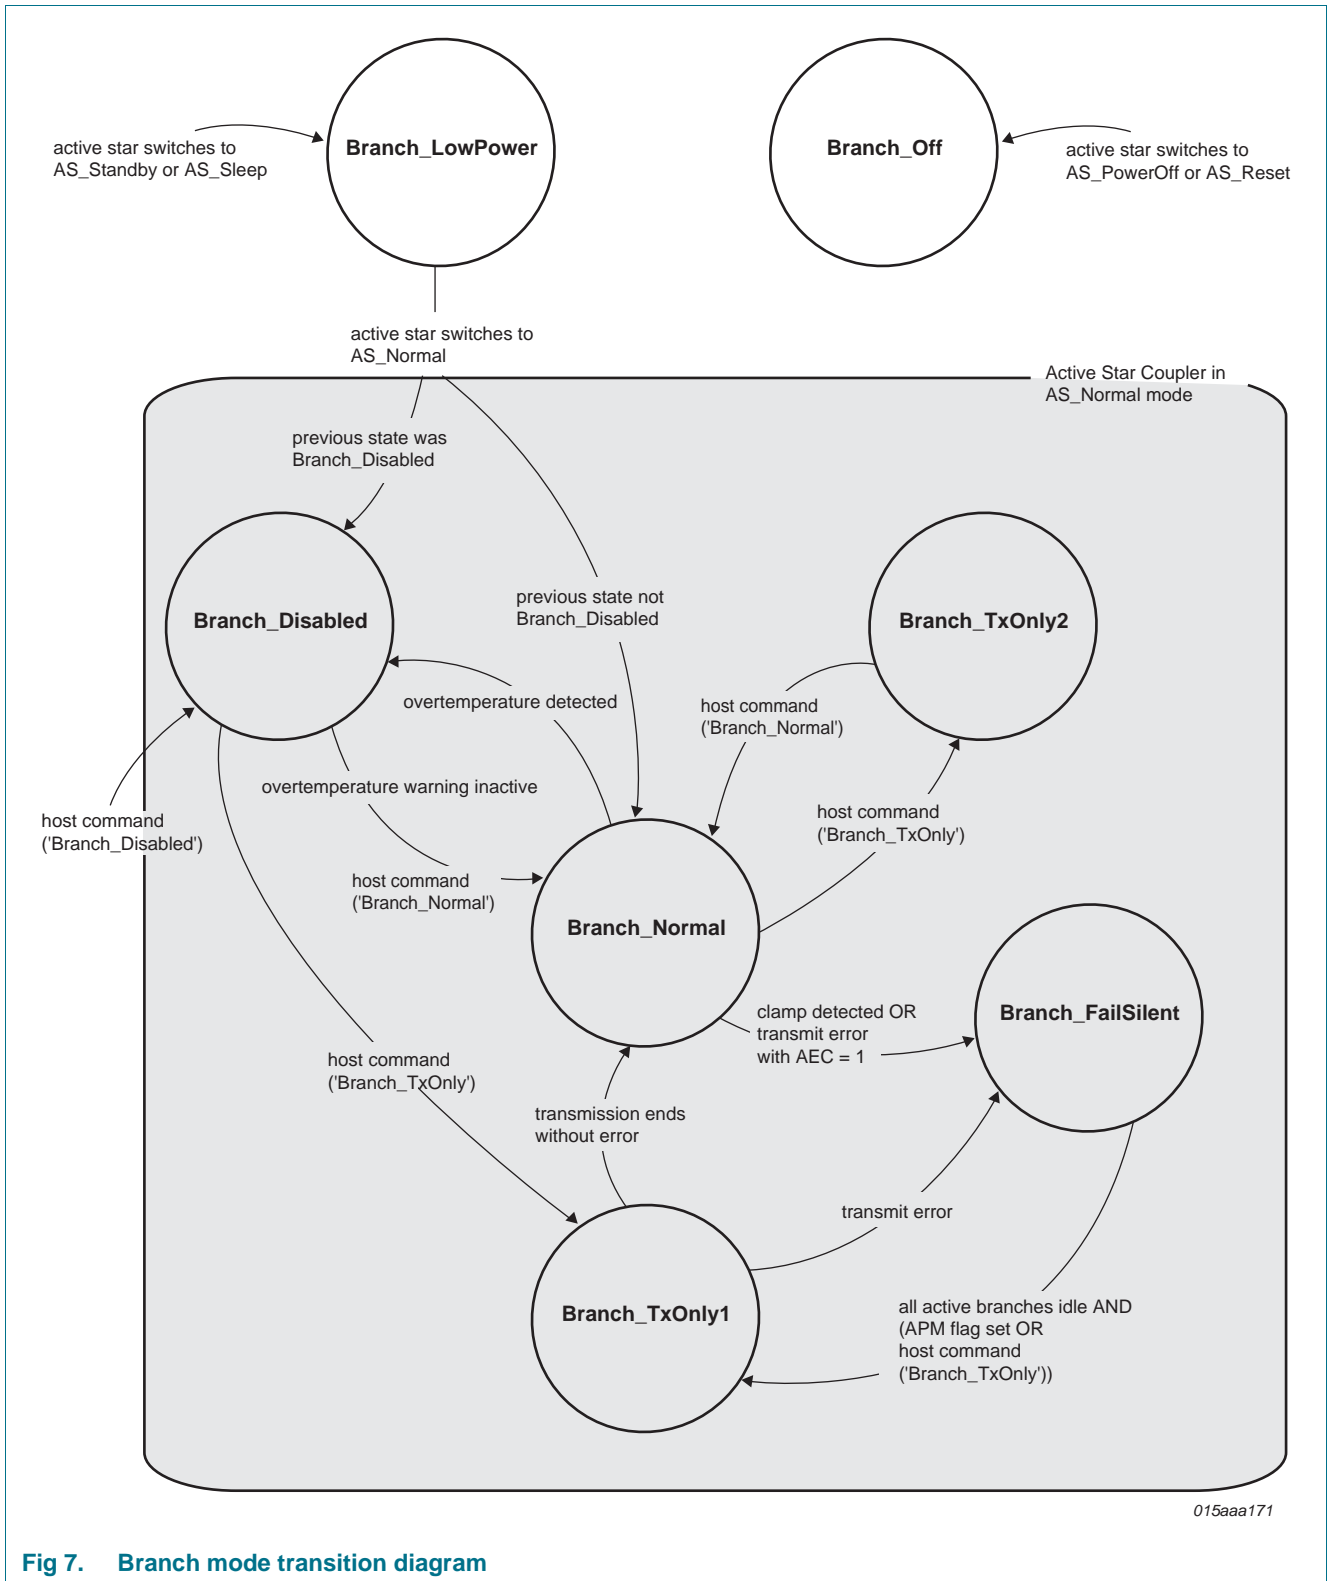 active star switches to
AS_Standby or AS_Sleep
Branch_LowPower
Branch_Off
active star switches to
AS_PowerOff or AS_Reset
active star switches to
AS_Normal
Active Star Coupler in
AS_Normal mode
previous state was
Branch_Disabled
previous state not
Branch_Disabled
Branch_Disabled
Branch_TxOnly2
overtemperature detected
host command
('Branch_Normal')
overtemperature warning inactive
host command
('Branch_Disabled')
host command
('Branch_TxOnly')
host command
('Branch_Normal')
Branch_Normal
clamp detected OR
transmit error
with AEC = 1
Branch_FailSilent
host command
('Branch_TxOnly')
transmission ends
without error
transmit error
Branch_TxOnly1
all active branches idle AND
(APM flag set OR
host command
('Branch_TxOnly'))
015aaa171
Fig 7. Branch mode transition diagram